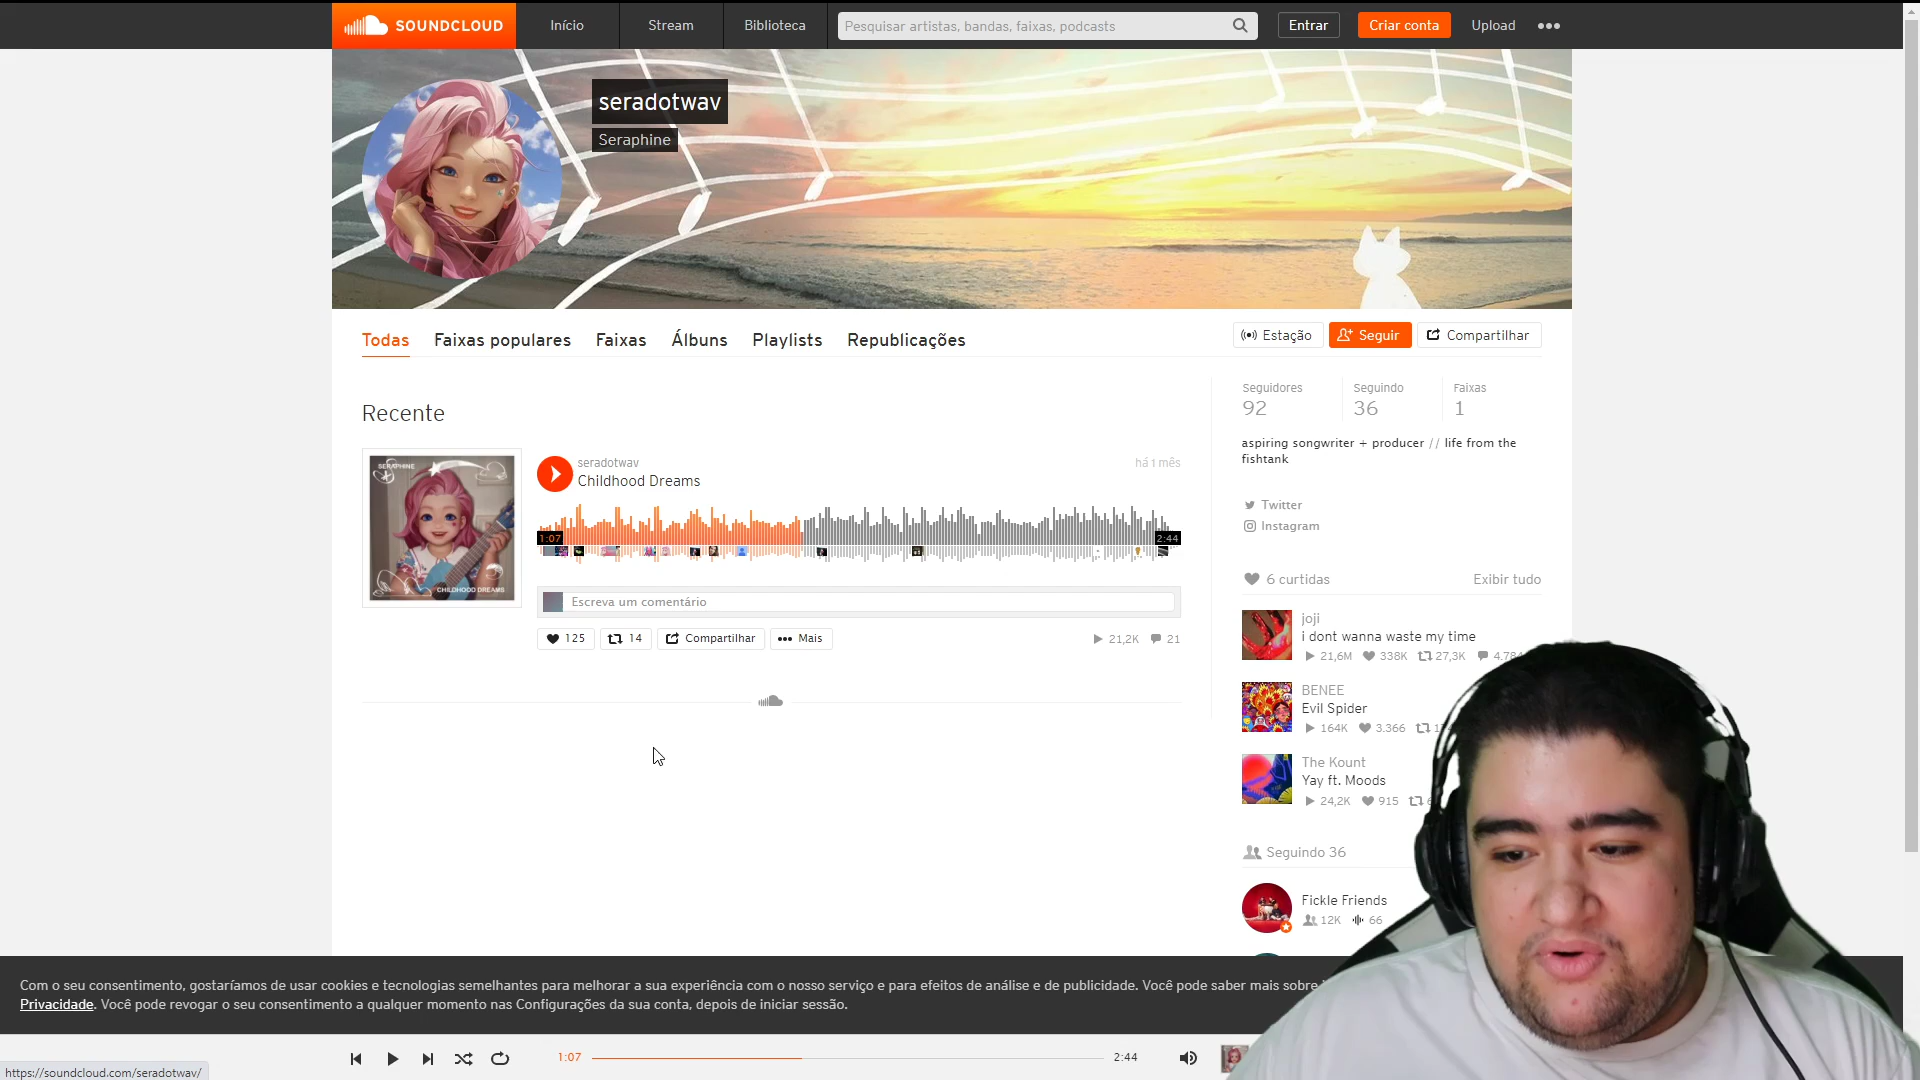 SOUNDCLOUD
Início
Stream
Biblioteca
Pesquisar artistas, bandas, faixas, podcasts
Entrar
Criar conta
Upload
seradotwav
Seraphine
Todas
Faixas populares
Faixas
Álbuns
Playlists
Republicações
Estação
Seguir
Compartilhar
Recente
SERAPHINE
CHILDHOOD DREAMS
seradotwav
há 1 mês
Childhood Dreams
1:07
2:44
Escreva um comentário
125
14
Compartilhar
Mais
21,2K
21
Seguidores
92
Seguindo
36
Faixas
1
aspiring songwriter + producer // life from the
fishtank
Twitter
Instagram
6 curtidas
Exibir tudo
joji
i dont wanna waste my time
21,6M
338K
27,3K
4.784
BENEE
Evil Spider
164K
3.366
The Kount
Yay ft. Moods
24,2K
915
Seguindo 36
Fickle Friends
12K
66
Com o seu consentimento, gostaríamos de usar cookies e tecnologias semelhantes para melhorar a sua experiência com o nosso serviço e para efeitos de análise e de publicidade. Você pode saber mais sobre
Privacidade. Você pode revogar o seu consentimento a qualquer momento nas Configurações da sua conta, depois de iniciar sessão.
1:07
2:44
https://soundcloud.com/seradotwav/